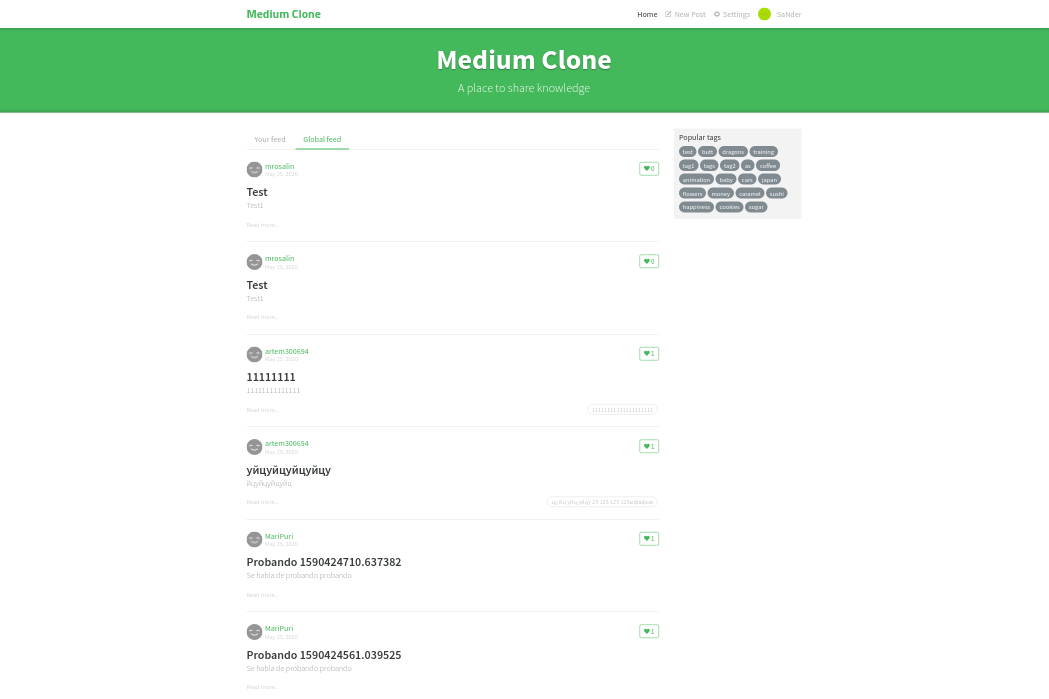 Medium Clone
Home New Post Settings SaNder
Medium Clone
A place to share knowledge
Your feed Global feed
mrosalin
May 25, 2020
0
Test
Test1
Read more...
mrosalin
May 25, 2020
0
Test
Test1
Read more...
artem300694
May 25, 2020
1
11111111
Read more...
artem300694
May 25, 2020
1
уйцуйцуйцуйцу
йцуйцуйцуйц
Read more...
MariPuri
May 25, 2020
1
Probando 1590424710.637382
Se habla de probando probando
Read more...
MariPuri
May 25, 2020
1
Probando 1590424561.039525
Se habla de probando probando
Read more...
Popular tags
test butt dragons training
tag1 tags tag2 as coffee
animation baby cars japan
flowers money caramel sushi
happiness cookies sugar